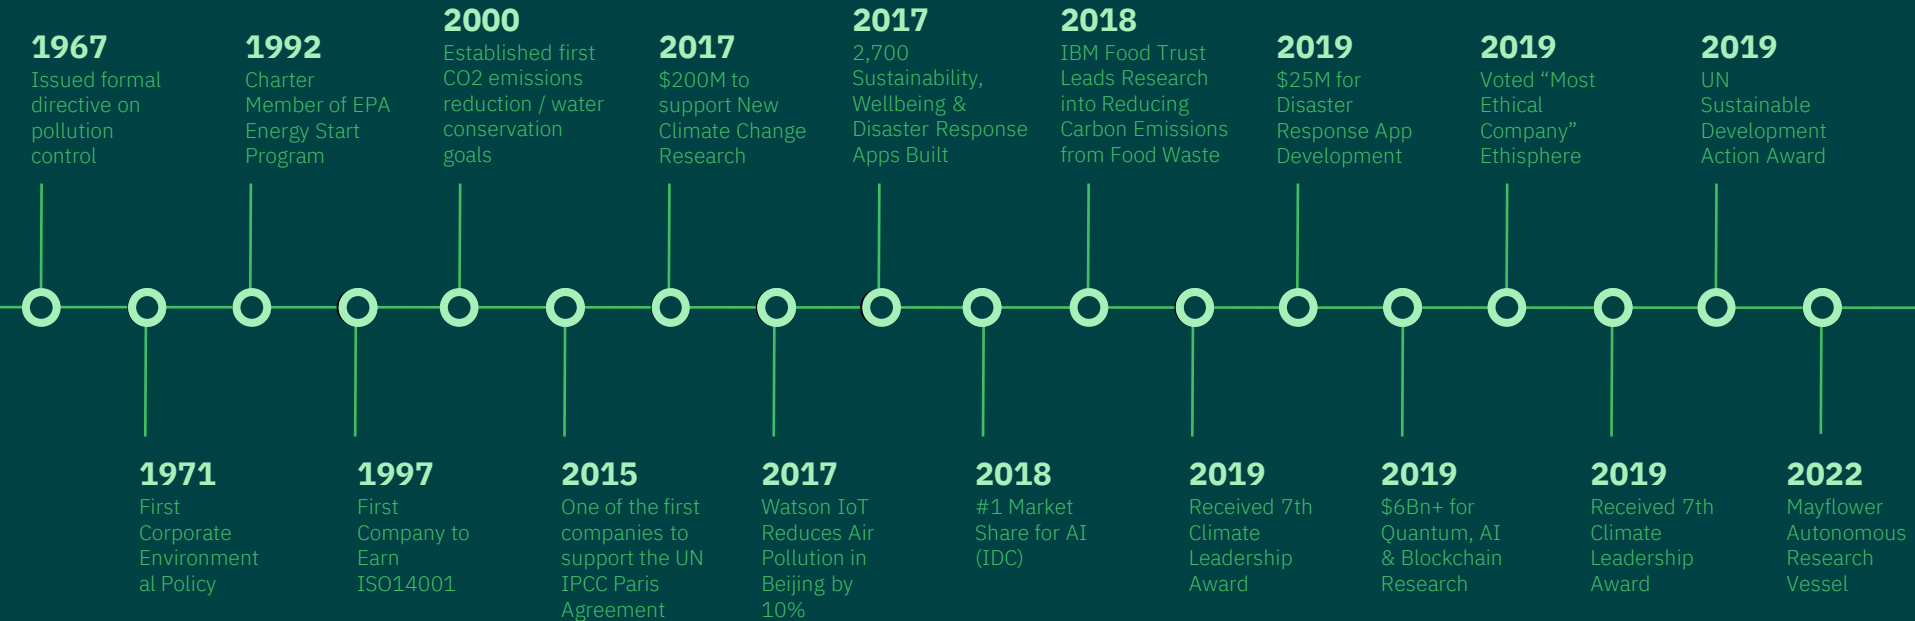 1967
Issued formal
directive on
pollution
control
1992
Charter
Member of EPA
Energy Start
Program
2000
Established first
CO2 emissions
reduction / water
conservation
goals
2017
$200M to
support New
Climate Change
Research
2017
2,700
Sustainability,
Wellbeing &
Disaster Response
Apps Built
2018
IBM Food Trust
Leads Research
into Reducing
Carbon Emissions
from Food Waste
2019
$25M for
Disaster
Response App
Development
2019
Voted “Most
Ethical
Company”
Ethisphere
2019
UN
Sustainable
Development
Action Award
1971
First
Corporate
Environment
al Policy
1997
First
Company to
Earn
ISO14001
2015
One of the first
companies to
support the UN
IPCC Paris
Agreement
2017
Watson IoT
Reduces Air
Pollution in
Beijing by
10%
2018
#1 Market
Share for AI
(IDC)
2019
Received 7th
Climate
Leadership
Award
2019
$6Bn+ for
Quantum, AI
& Blockchain
Research
2019
Received 7th
Climate
Leadership
Award
2022
Mayflower
Autonomous
Research
Vessel